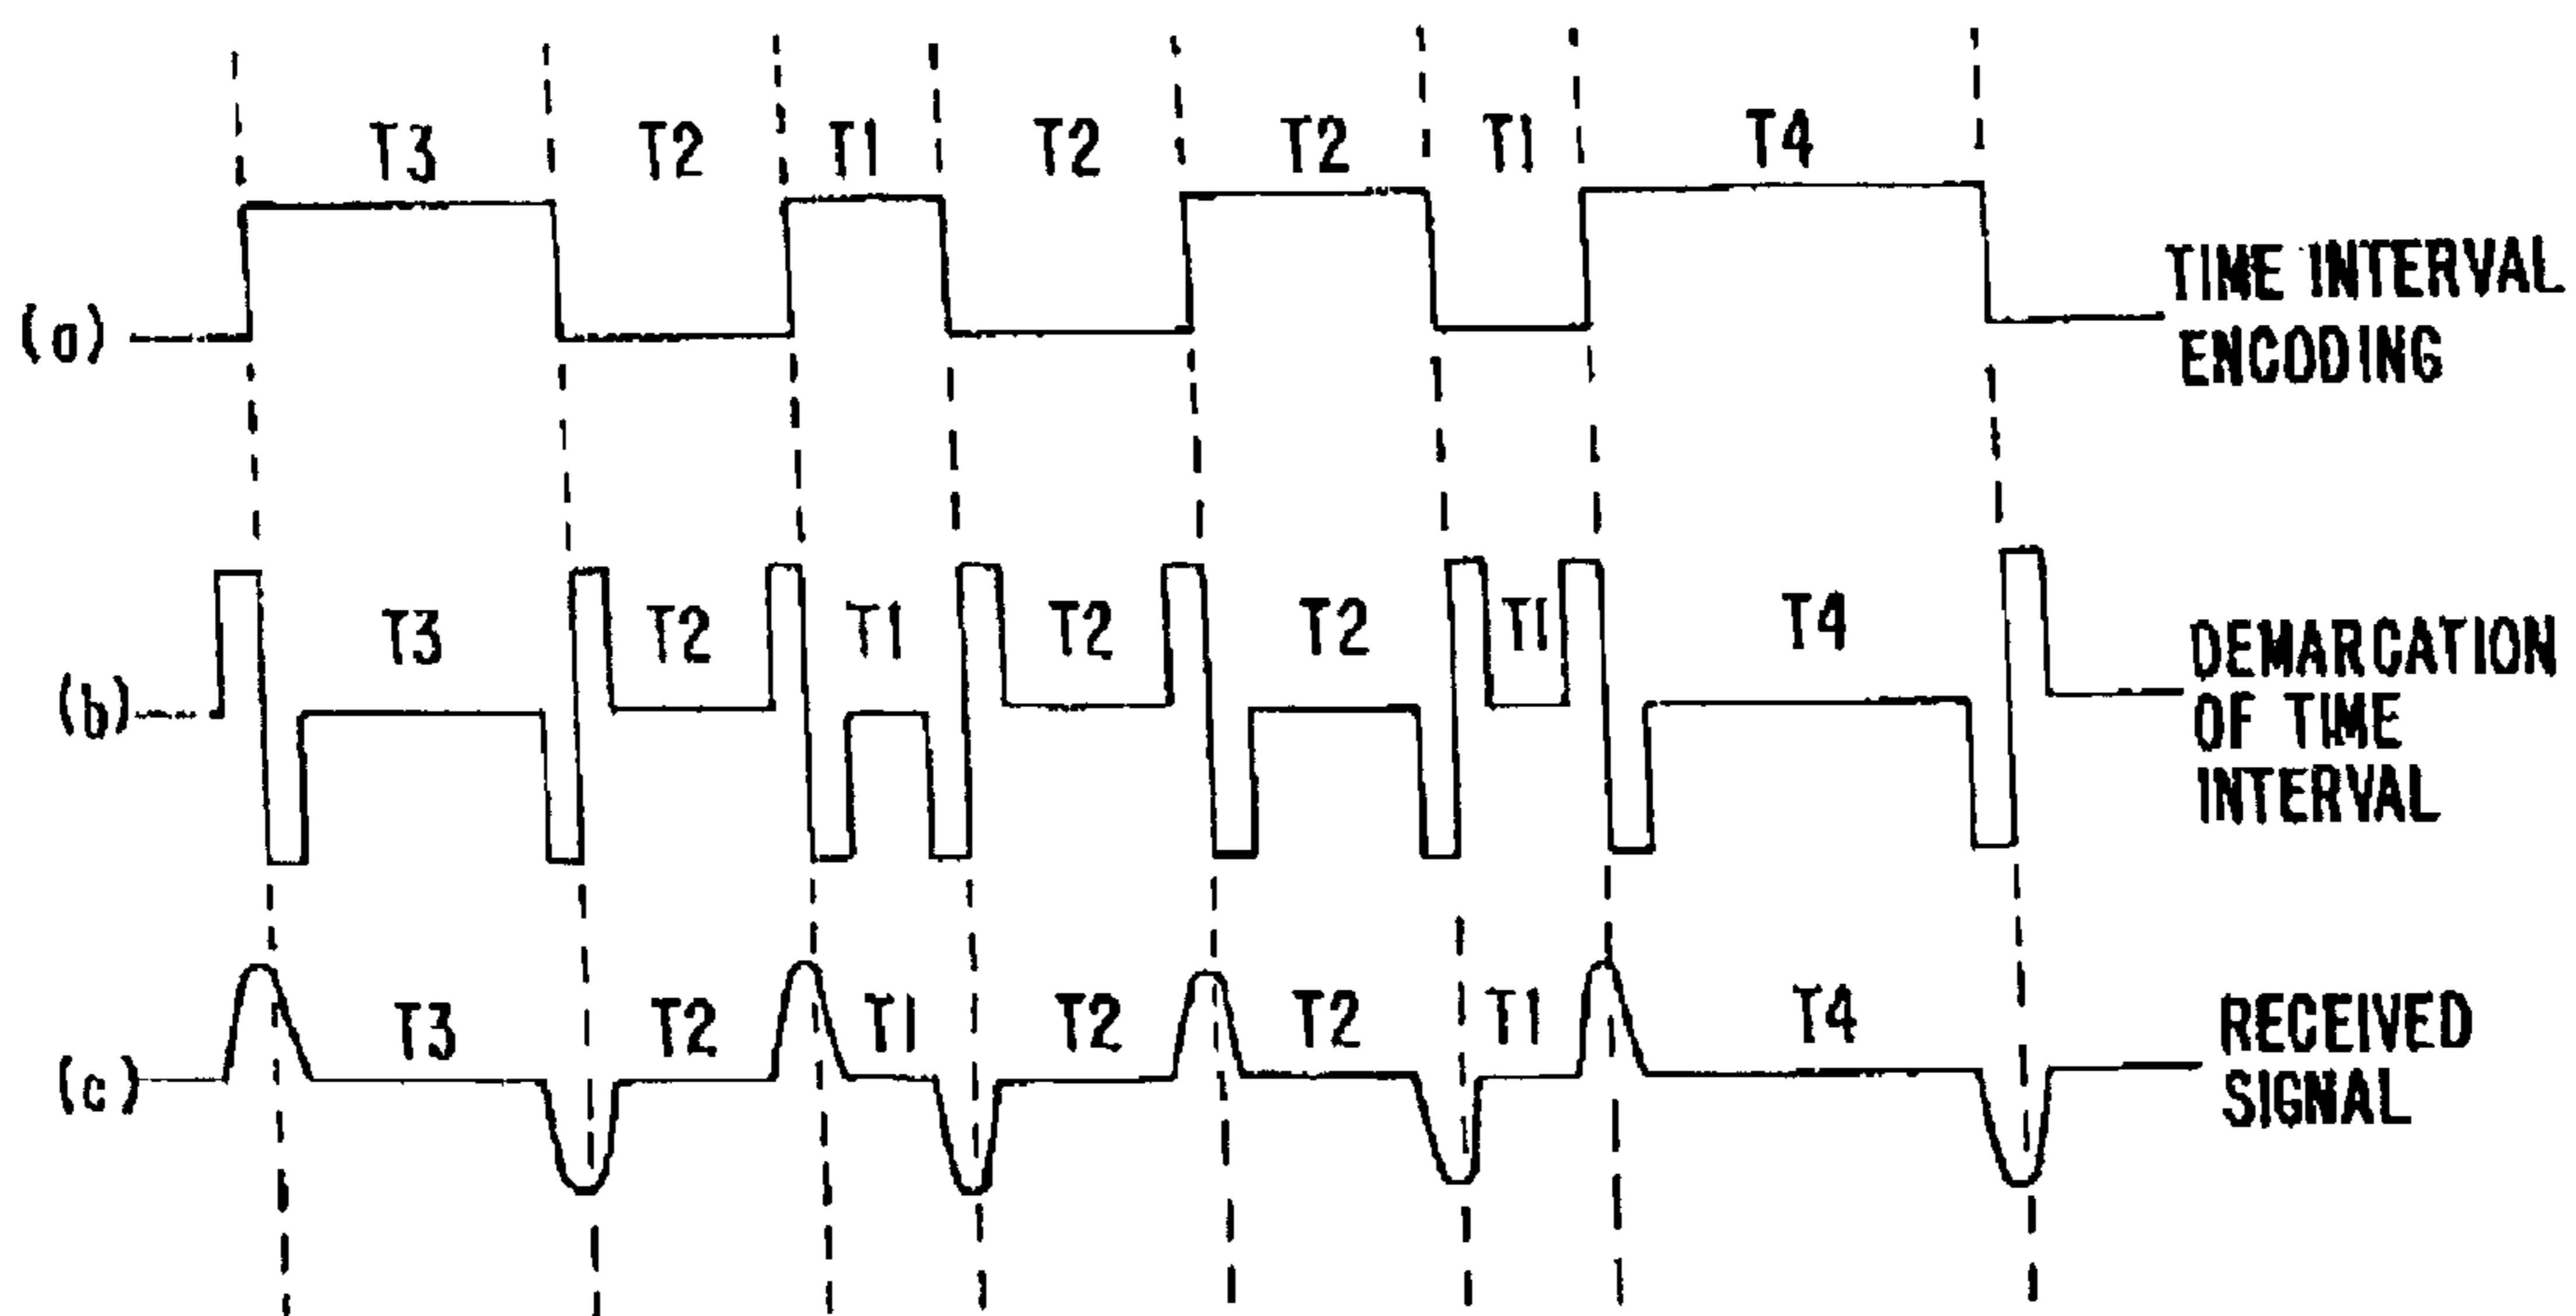 T3 T2 T1 T2 T2 T1 T4
(a) TIME INTERVAL
ENCODING
T3 T2 T1 T2 T2 T1 T4
(b) DEMARCATION
OF TIME
INTERVAL
T3 T2 T1 T2 T2 T1 T4
(c) RECEIVED
SIGNAL